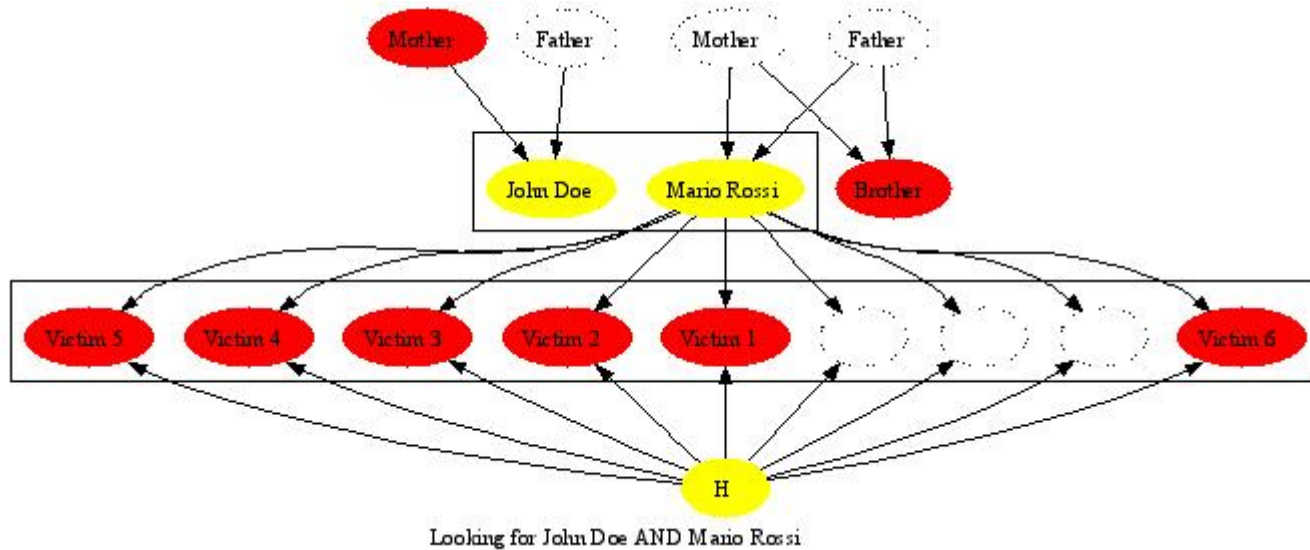 Mother Father Mother Father
John Doe Mario Rossi Brother
Victim 5 Victim 4 Victim 3 Victim 2 Victim 1 Victim 6
H
Looking for John Doe AND Mario Rossi